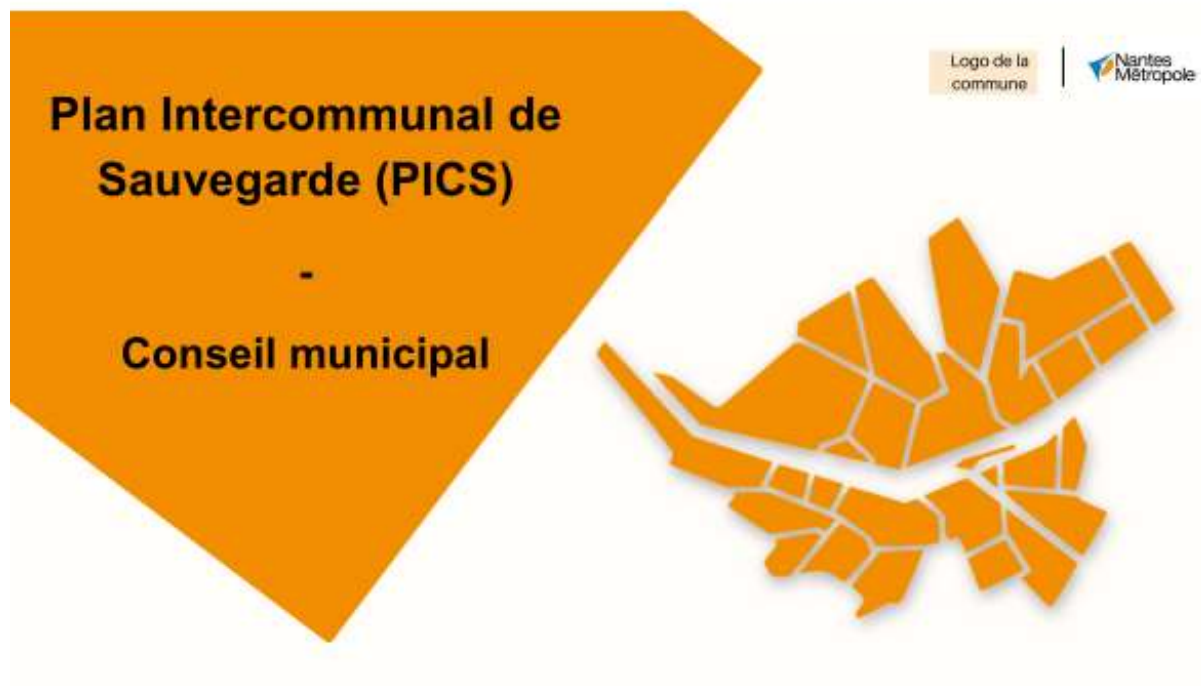 Plan Intercommunal de
Sauvegarde (PICS)
-
Conseil municipal
Logo de la
commune
Nantes
Métropole